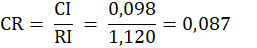 CR = CI / RI = 0,098 / 1,120 = 0,087